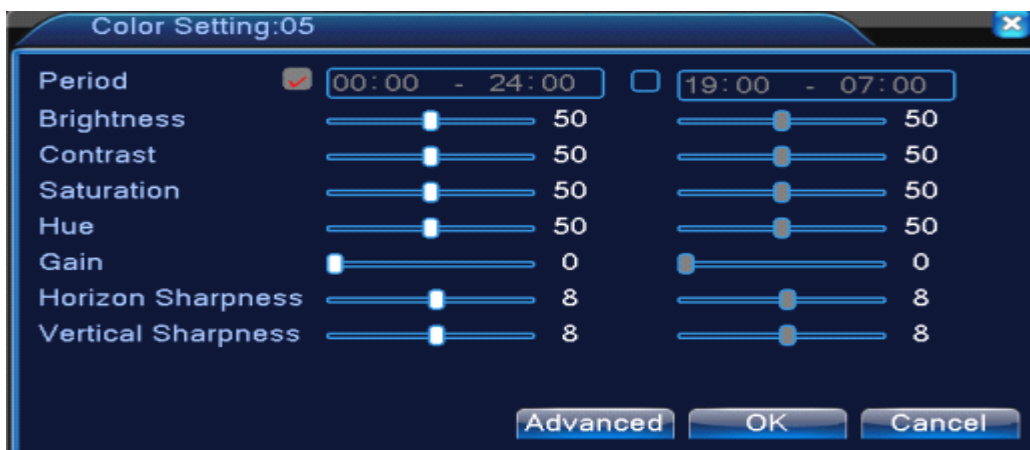 Color Setting:05
Period 00:00 - 24:00 19:00 - 07:00
Brightness 50 50
Contrast 50 50
Saturation 50 50
Hue 50 50
Gain 0 0
Horizon Sharpness 8 8
Vertical Sharpness 8 8
Advanced OK Cancel